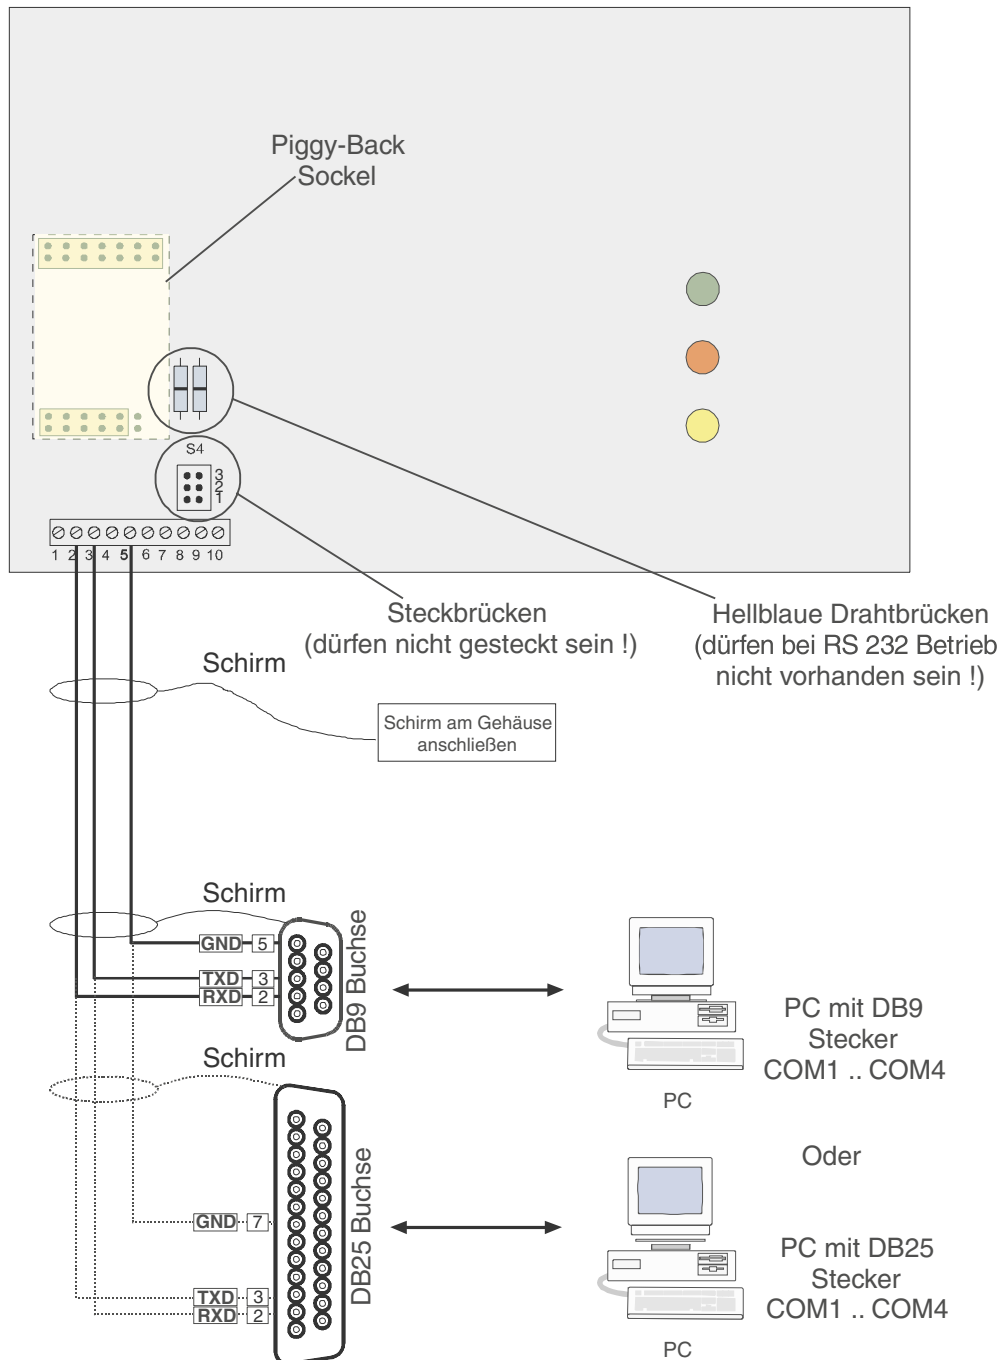 Piggy-Back
Sockel
S4
3
2
1
1 2 3 4 5 6 7 8 9 10
Steckbrücken
(dürfen nicht gesteckt sein !)
Hellblaue Drahtbrücken
(dürfen bei RS 232 Betrieb
nicht vorhanden sein !)
Schirm
Schirm am Gehäuse
anschließen
Schirm
GND 5
TXD 3
RXD 2
DB9 Buchse
PC mit DB9
Stecker
COM1 .. COM4
PC
Schirm
Oder
GND 7
TXD 3
RXD 2
DB25 Buchse
PC mit DB25
Stecker
COM1 .. COM4
PC